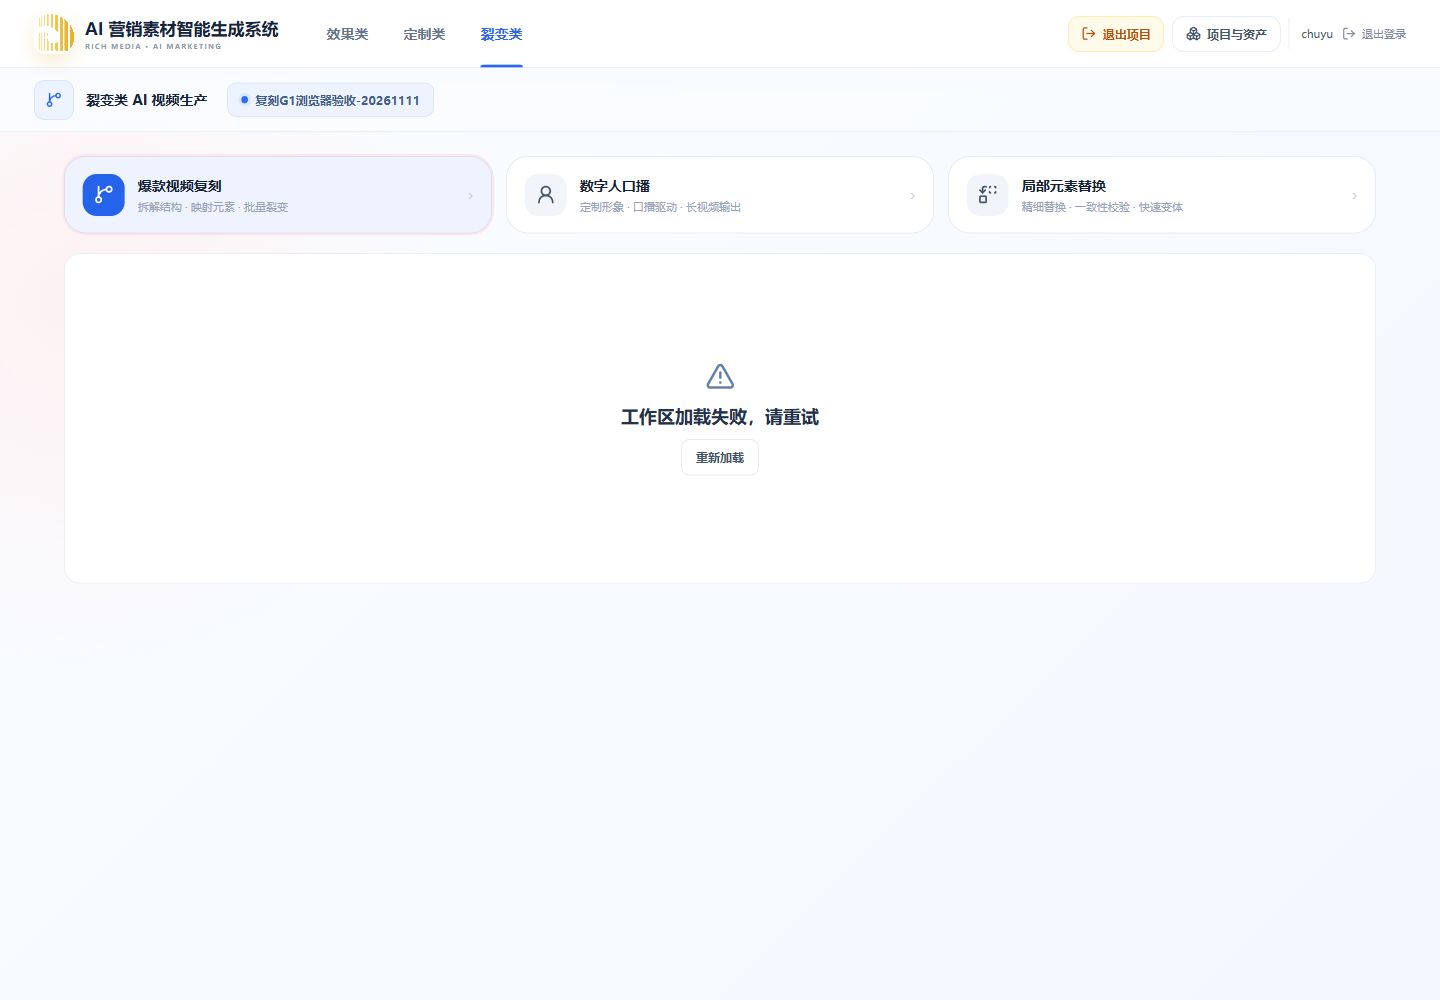 AI 营销素材智能生成系统
RICH MEDIA • AI MARKETING
效果类
定制类
裂变类
退出项目
项目与资产
chuyu
退出登录
裂变类 AI 视频生产
复刻G1浏览器验收-20261111
爆款视频复刻
拆解结构 · 映射元素 · 批量裂变
数字人口播
定制形象 · 口播驱动 · 长视频输出
局部元素替换
精细替换 · 一致性校验 · 快速变体
工作区加载失败，请重试
重新加载